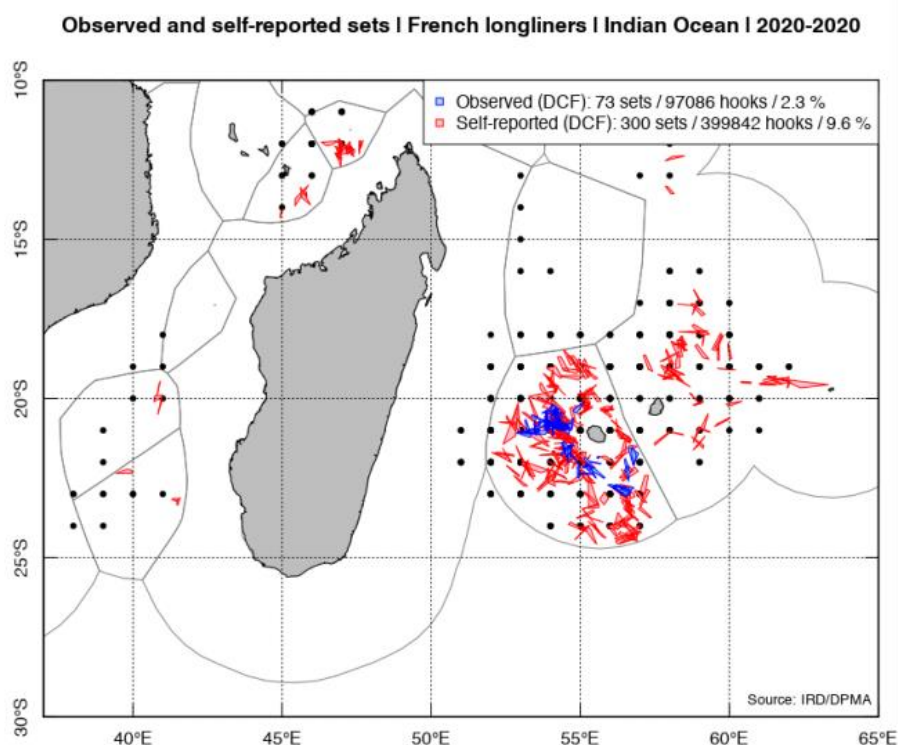 Observed and self-reported sets I French longliners I Indian Ocean I 2020-2020
10°S
Observed (DCF): 73 sets / 97086 hooks / 2.3 %
Self-reported (DCF): 300 sets / 399842 hooks / 9.6 %
15°S
20°S
25°S
Source: IRD/DPMA
30°S
40°E 45°E 50°E 55°E 60°E 65°E